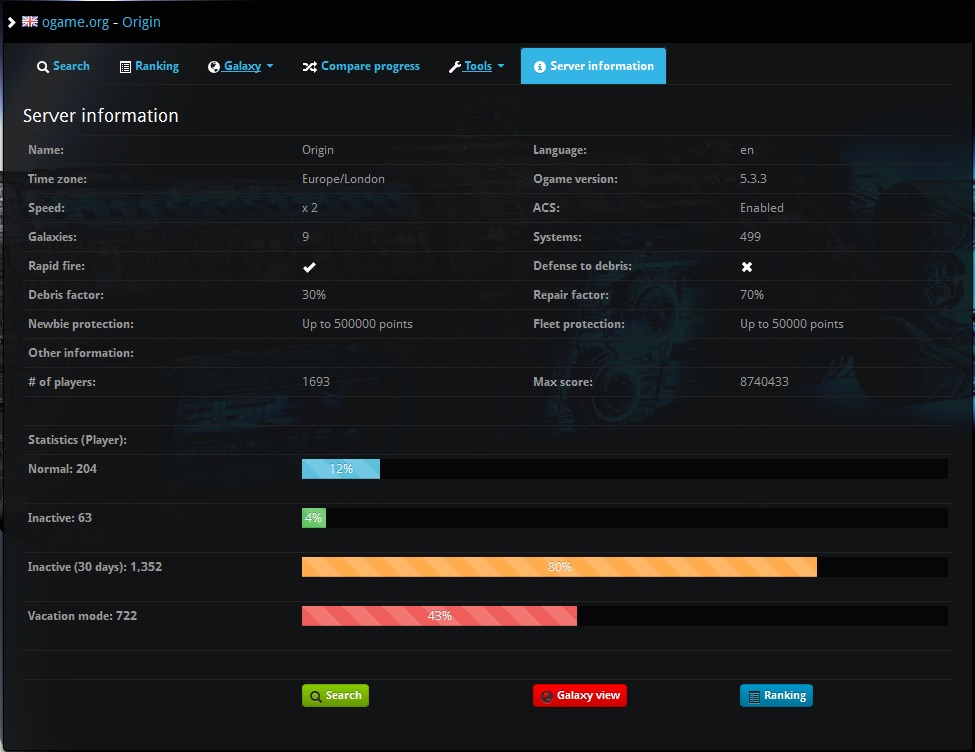 ogame.org - Origin
Search Ranking Galaxy Compare progress Tools Server information
Server information
Name: Origin Language: en
Time zone: Europe/London Ogame version: 5.3.3
Speed: x 2 ACS: Enabled
Galaxies: 9 Systems: 499
Rapid fire: Defense to debris:
Debris factor: 30% Repair factor: 70%
Newbie protection: Up to 500000 points Fleet protection: Up to 50000 points
Other information:
# of players: 1693 Max score: 8740433
Statistics (Player):
Normal: 204 12%
Inactive: 63 4%
Inactive (30 days): 1,352 80%
Vacation mode: 722 43%
Search Galaxy view Ranking